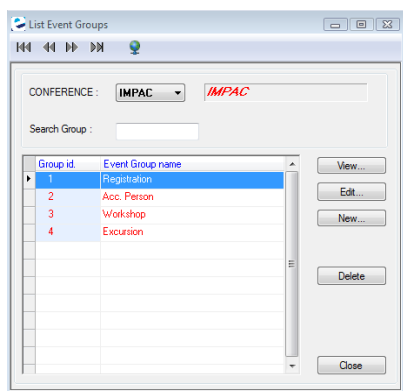 List Event Groups
CONFERENCE : IMPAC IMPAC
Search Group :
Group id. Event Group name
1 Registration
2 Acc. Person
3 Workshop
4 Excursion
View...
Edit...
New...
Delete
Close